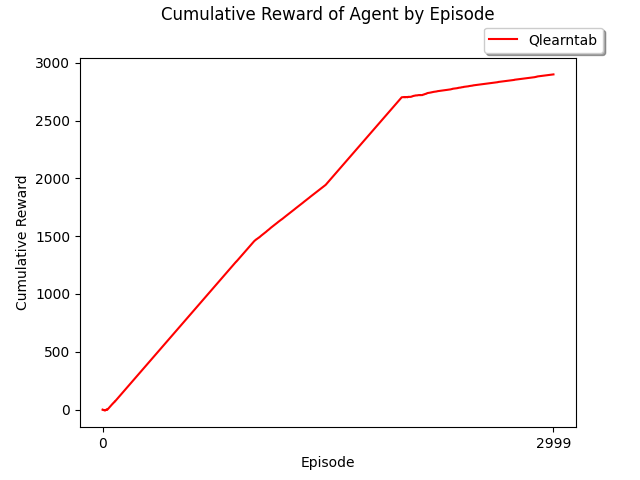 Cumulative Reward of Agent by Episode
Qlearntab
3000
2500
2000
1500
1000
500
0
Cumulative Reward
0 2999
Episode